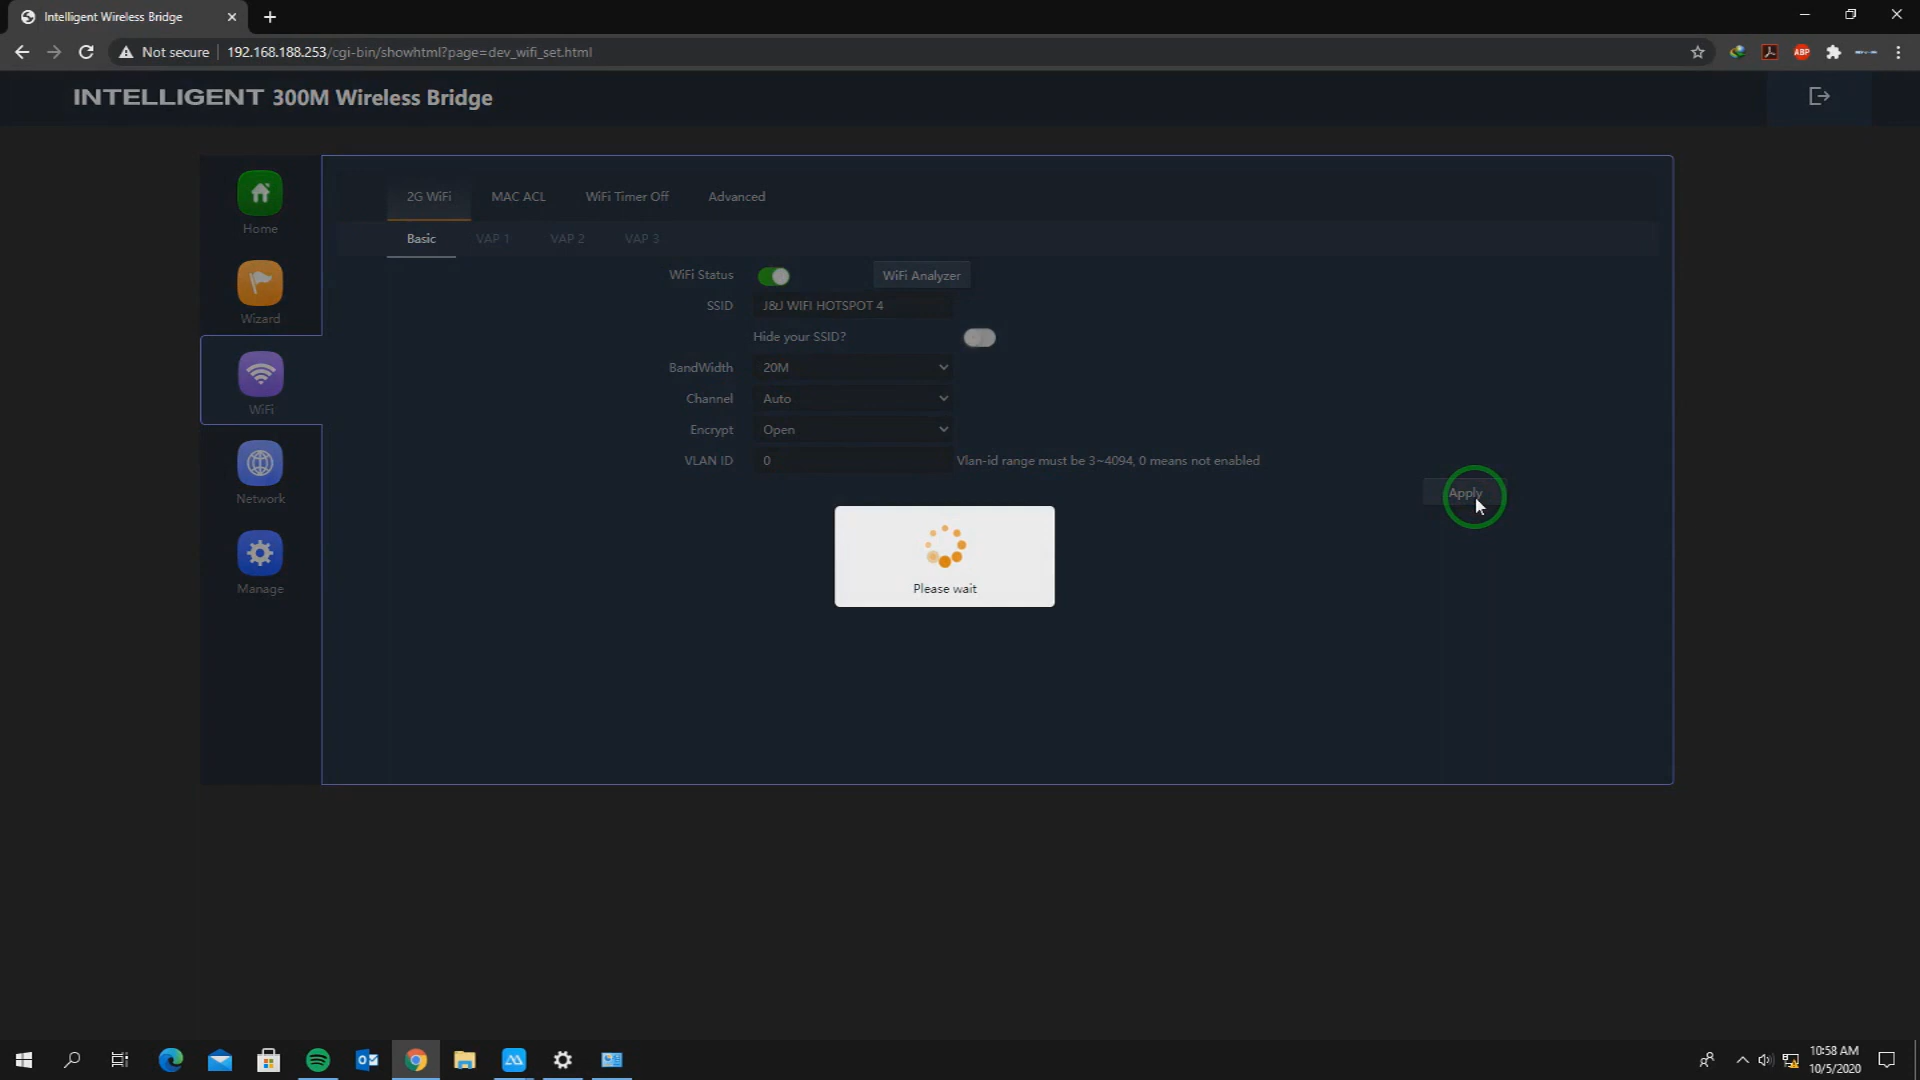 Intelligent Wireless Bridge
Not secure
192.168.188.253/cgi-bin/showhtml?page=dev_wifi_set.html
ABP
INTELLIGENT 300M Wireless Bridge
Home
Wizard
WiFi
Network
Manage
2G WiFi MAC ACL WiFi Timer Off Advanced
Basic VAP 1 VAP 2 VAP 3
WiFi Status WiFi Analyzer
SSID J&J WIFI HOTSPOT 4
Hide your SSID?
BandWidth 20M
Channel Auto
Encrypt Open
VLAN ID 0 Vlan-id range must be 3~4094, 0 means not enabled
Apply
Please wait
10:58 AM
10/5/2020